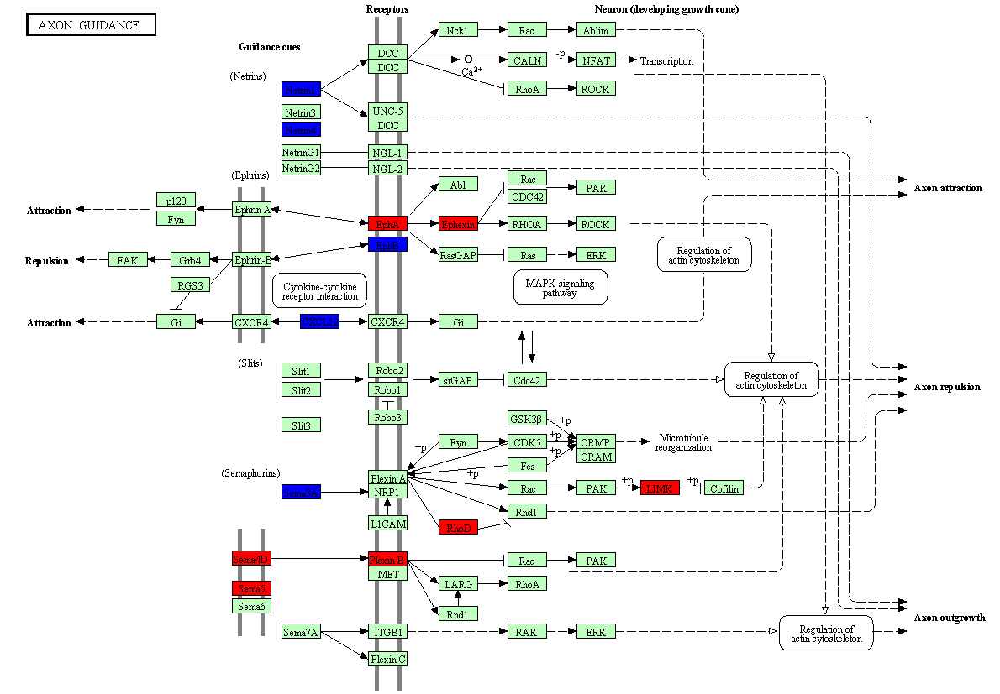 AXON GUIDANCE
Receptors
Neuron (developing growth cone)
Guidance cues
Nck1
Rac
Ablim
DCC
DCC
CALN
-p
NFAT
Transcription
Ca2+
(Netrins)
Netrin1
RhoA
ROCK
Netrin3
UNC-5
DCC
Netrin4
NetrinG1
NGL-1
NetrinG2
NGL-2
(Ephrins)
Abl
Rac
CDC42
PAK
Axon attraction
Attraction
p120
Fyn
Ephrin-A
EphA
Ephexin
RHOA
ROCK
EphB
RasGAP
Ras
ERK
Regulation of
actin cytoskeleton
Repulsion
FAK
Grb4
Ephrin-B
RGS3
Cytokine-cytokine
receptor interaction
MAPK signaling
pathway
Attraction
Gi
CXCR4
CXCR4
Gi
(Slits)
Slit1
Slit2
Slit3
Robo2
Robo1
Robo3
srGAP
Cdc42
Regulation of
actin cytoskeleton
Axon repulsion
GSK3β
+p
Fyn
+p
CDK5
+p
CRMP
CRAM
Microtubule
reorganization
Fes
+p
(Semaphorins)
Sema3A
Plexin A
NRP1
+p
Rac
PAK
+p
LIMK
+p
Cofilin
Rnd1
L1CAM
RhoD
Sema4D
Plexin B
MET
Rac
PAK
Sema5
Sema6
LARG
RhoA
Rnd1
Sema7A
ITGB1
RAK
ERK
Regulation of
actin cytoskeleton
Axon outgrowth
Plexin C